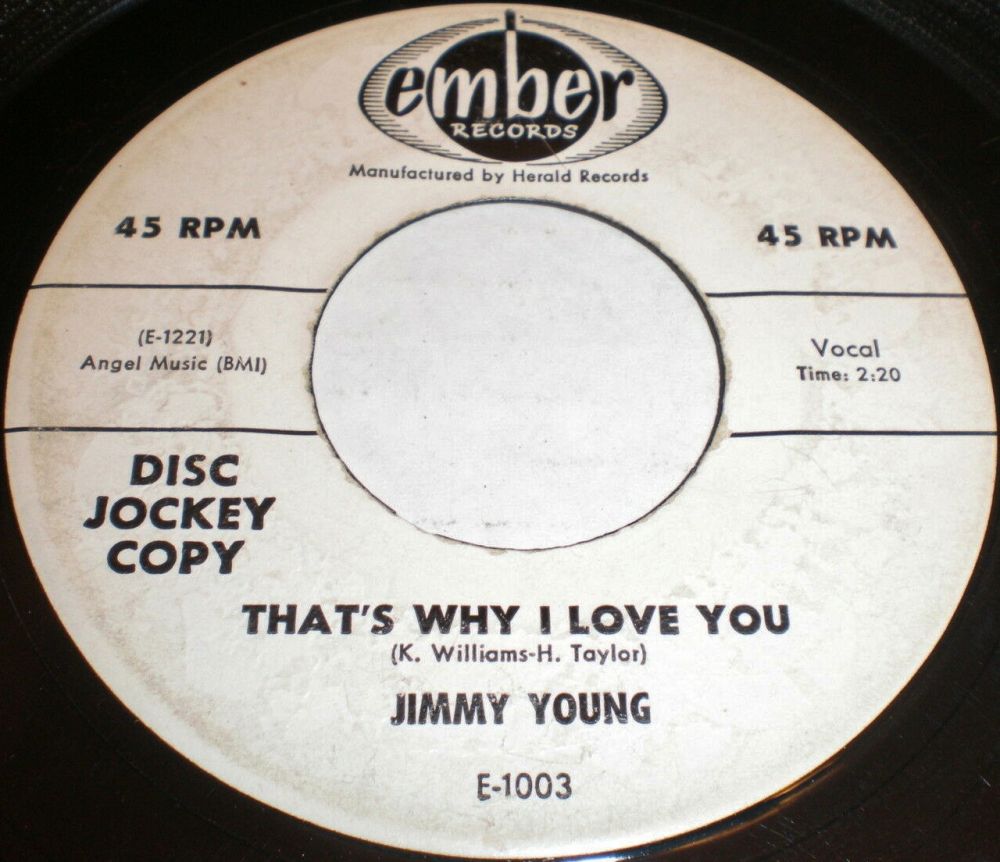 ember
RECORDS
Manufactured by Herald Records
45 RPM
45 RPM
(E-1221)
Angel Music (BMI)
Vocal
Time: 2:20
DISC
JOCKEY
COPY
THAT'S WHY I LOVE YOU
(K. Williams-H. Taylor)
JIMMY YOUNG
E-1003